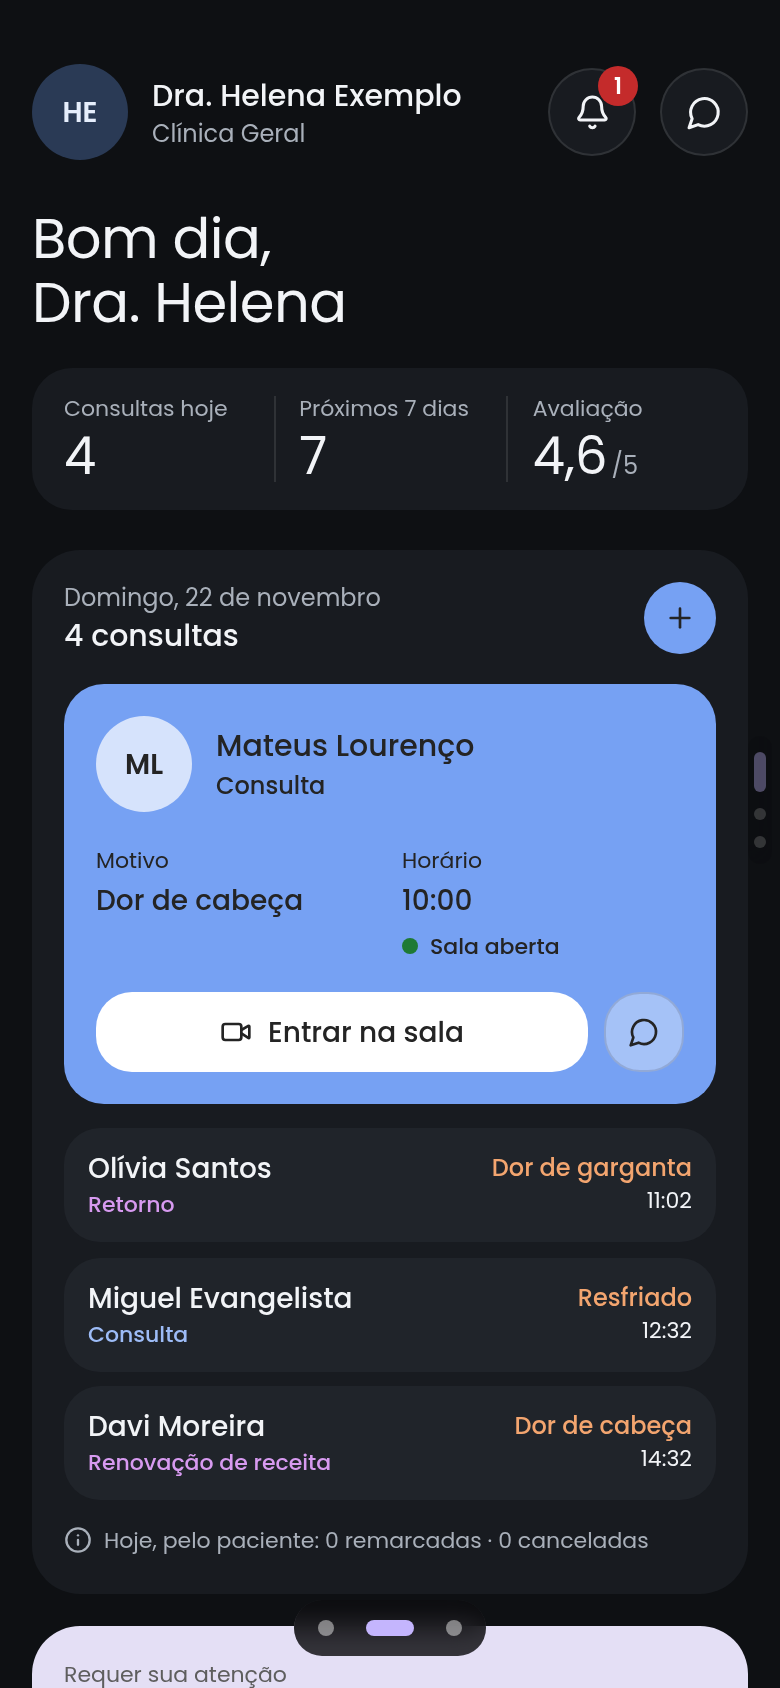 HE
Dra. Helena Exemplo
Clínica Geral
1
Bom dia,
Dra. Helena
Consultas hoje
4
Próximos 7 dias
7
Avaliação
4,6 /5
Domingo, 22 de novembro
4 consultas
ML
Mateus Lourenço
Consulta
Motivo
Dor de cabeça
Horário
10:00
Sala aberta
Entrar na sala
Olívia Santos
Retorno
Dor de garganta
11:02
Miguel Evangelista
Consulta
Resfriado
12:32
Davi Moreira
Renovação de receita
Dor de cabeça
14:32
Hoje, pelo paciente: 0 remarcadas · 0 canceladas
Requer sua atenção